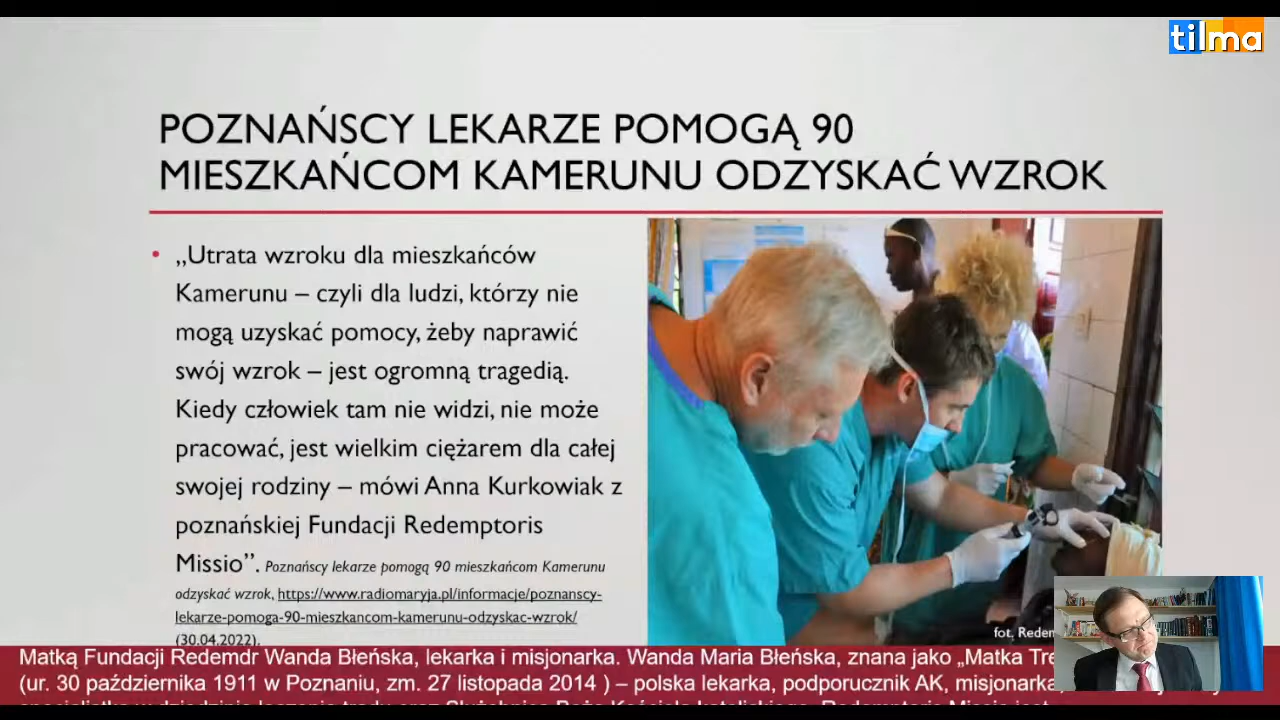 tilma
POZNAŃSCY LEKARZE POMOGĄ 90
MIESZKAŃCOM KAMERUNU ODZYSKAĆ WZROK
• „Utrata wzroku dla mieszkańców
Kamerunu – czyli dla ludzi, którzy nie
mogą uzyskać pomocy, żeby naprawić
swój wzrok – jest ogromną tragedią.
Kiedy człowiek tam nie widzi, nie może
pracować, jest wielkim ciężarem dla całej
swojej rodziny – mówi Anna Kurkowiak z
poznańskiej Fundacji Redemptoris
Missio”. Poznańscy lekarze pomogą 90 mieszkańcom Kamerunu
odzyskać wzrok, https://www.radiomaryja.pl/informacje/poznanscy-
lekarze-pomoga-90-mieszkancom-kamerunu-odzyskac-wzrok/
(30.04.2022).
fot. Redem
Matką Fundacji Redemdr Wanda Błeńska, lekarka i misjonarka. Wanda Maria Błeńska, znana jako „Matka Trę
(ur. 30 października 1911 w Poznaniu, zm. 27 listopada 2014 ) – polska lekarka, podporucznik AK, misjonarka,